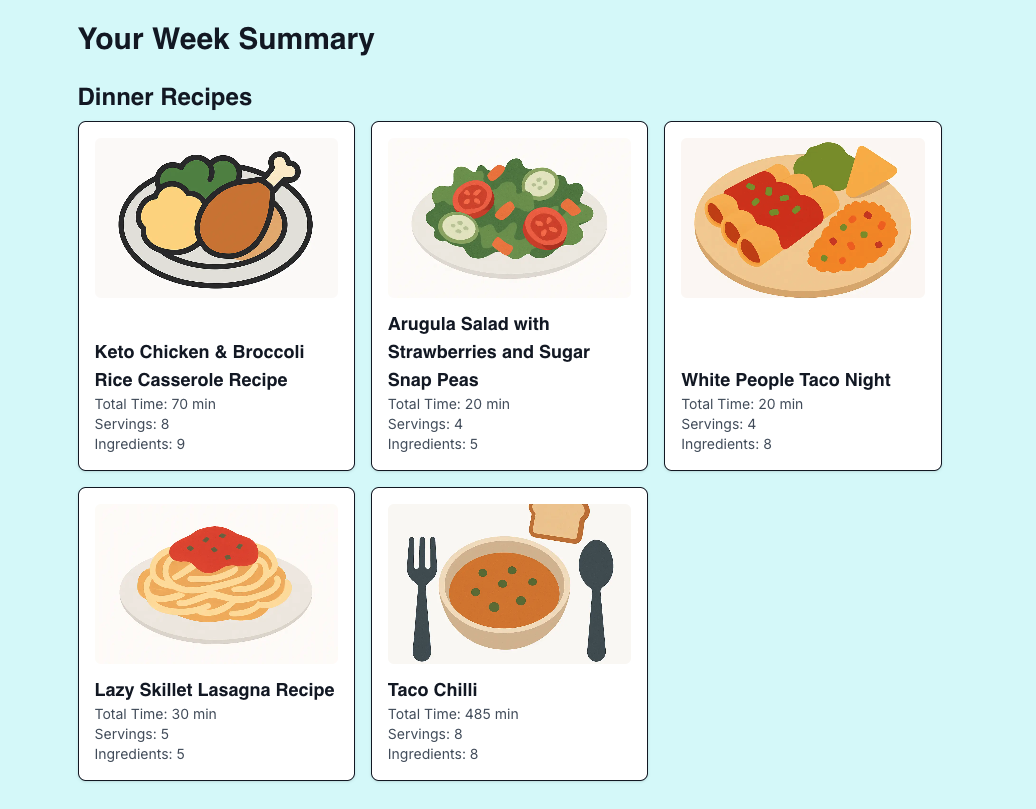 Your Week Summary
Dinner Recipes
Keto Chicken & Broccoli
Rice Casserole Recipe
Total Time: 70 min
Servings: 8
Ingredients: 9
Arugula Salad with
Strawberries and Sugar
Snap Peas
Total Time: 20 min
Servings: 4
Ingredients: 5
White People Taco Night
Total Time: 20 min
Servings: 4
Ingredients: 8
Lazy Skillet Lasagna Recipe
Total Time: 30 min
Servings: 5
Ingredients: 5
Taco Chilli
Total Time: 485 min
Servings: 8
Ingredients: 8